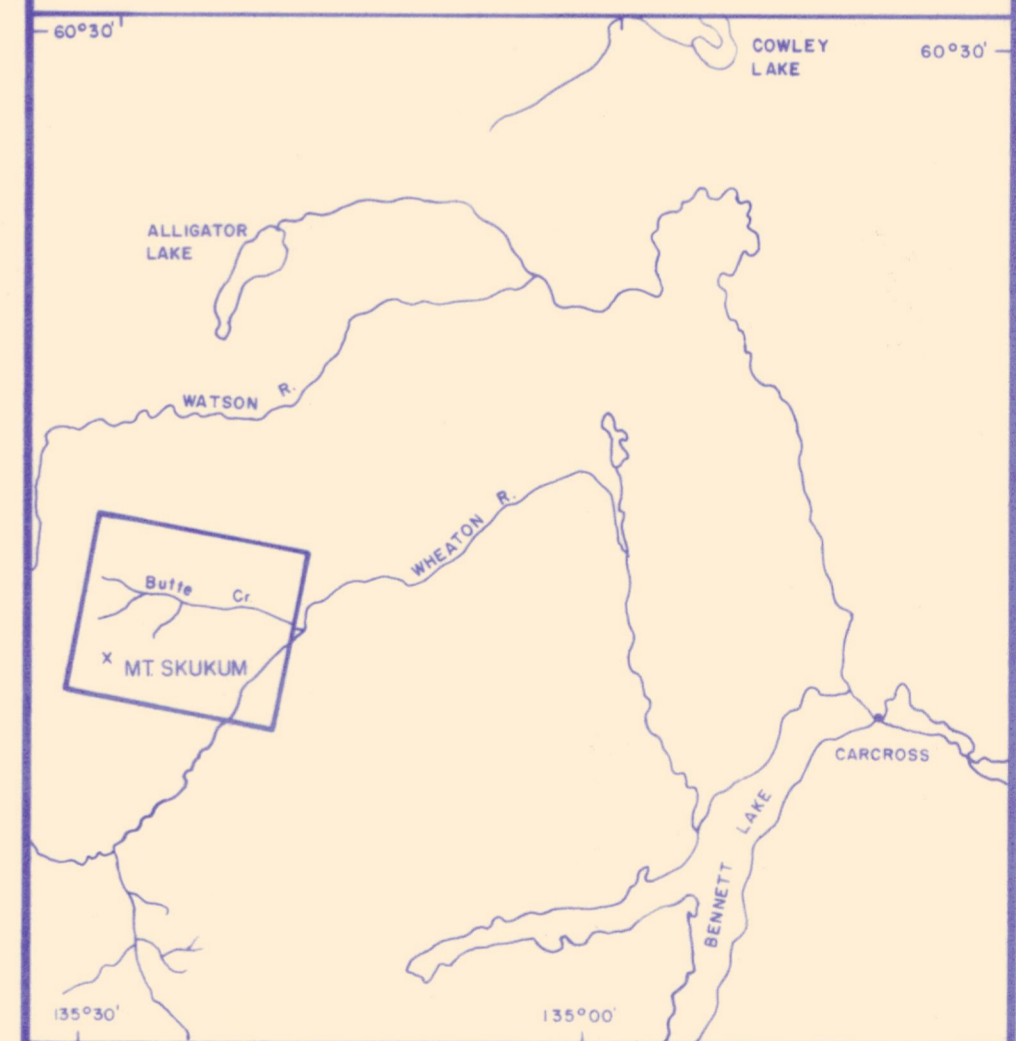 60°30'
COWLEY
LAKE
60°30'
ALLIGATOR
LAKE
WATSON R.
WHEATON R.
Butte Cr
x MT. SKUKUM
CARCROSS
BENNETT LAKE
135°30'
135°00'